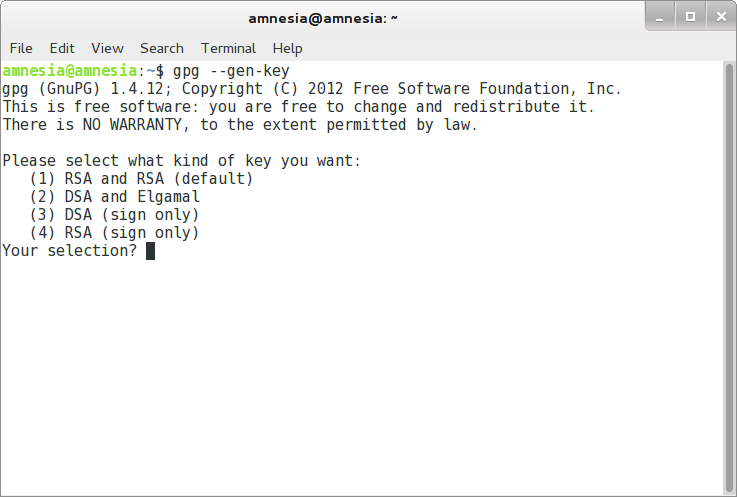 amnesia@amnesia: ~
File Edit View Search Terminal Help
amnesia@amnesia:~$ gpg --gen-key
gpg (GnuPG) 1.4.12; Copyright (C) 2012 Free Software Foundation, Inc.
This is free software: you are free to change and redistribute it.
There is NO WARRANTY, to the extent permitted by law.
Please select what kind of key you want:
(1) RSA and RSA (default)
(2) DSA and Elgamal
(3) DSA (sign only)
(4) RSA (sign only)
Your selection?